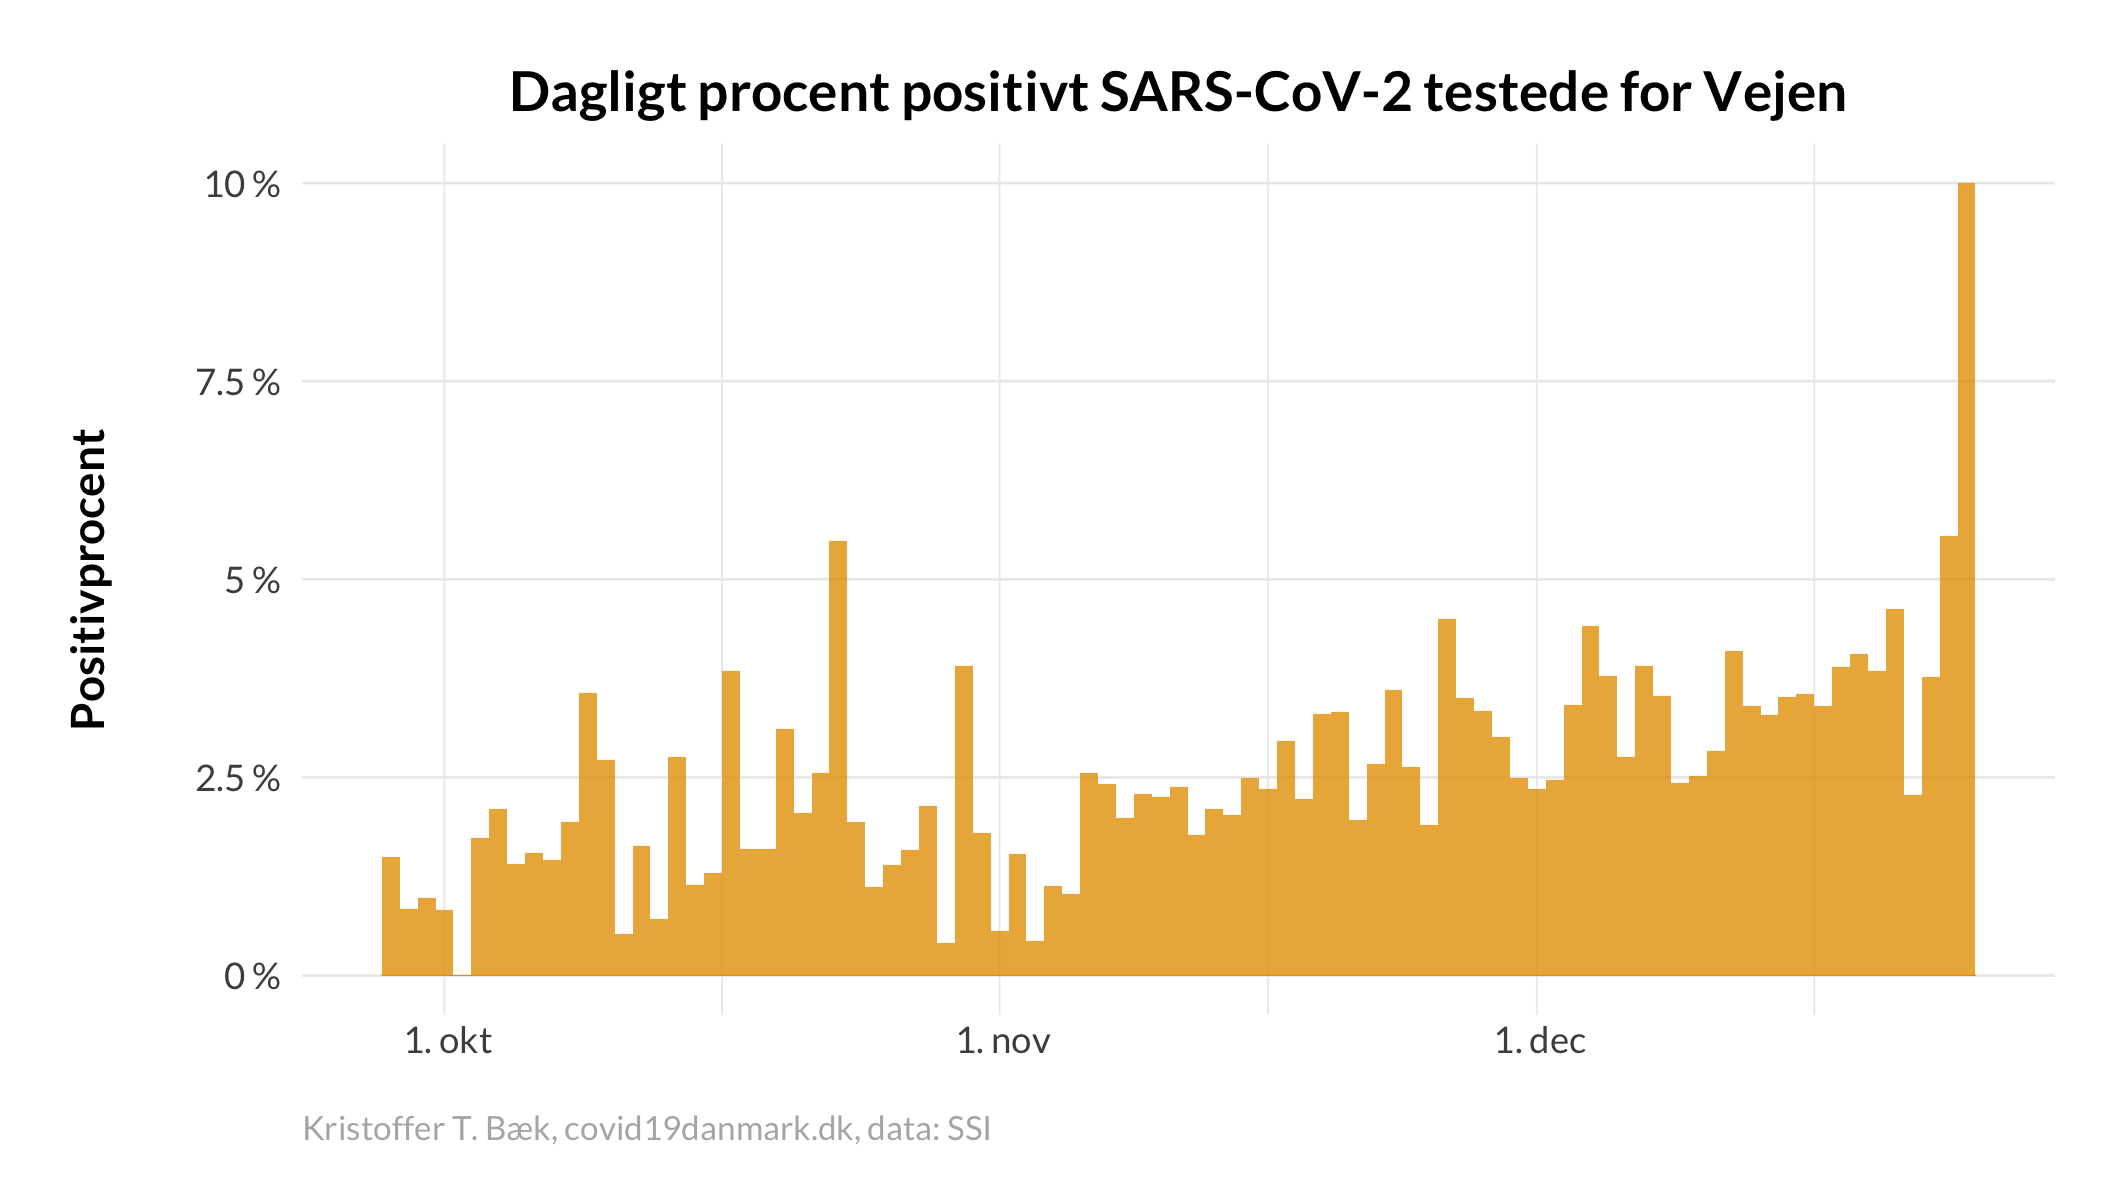 Dagligt procent positivt SARS-CoV-2 testede for Vejen
Positivprocent
10 %
7.5 %
5 %
2.5 %
0 %
1. okt
1. nov
1. dec
Kristoffer T. Bæk, covid19danmark.dk, data: SSI